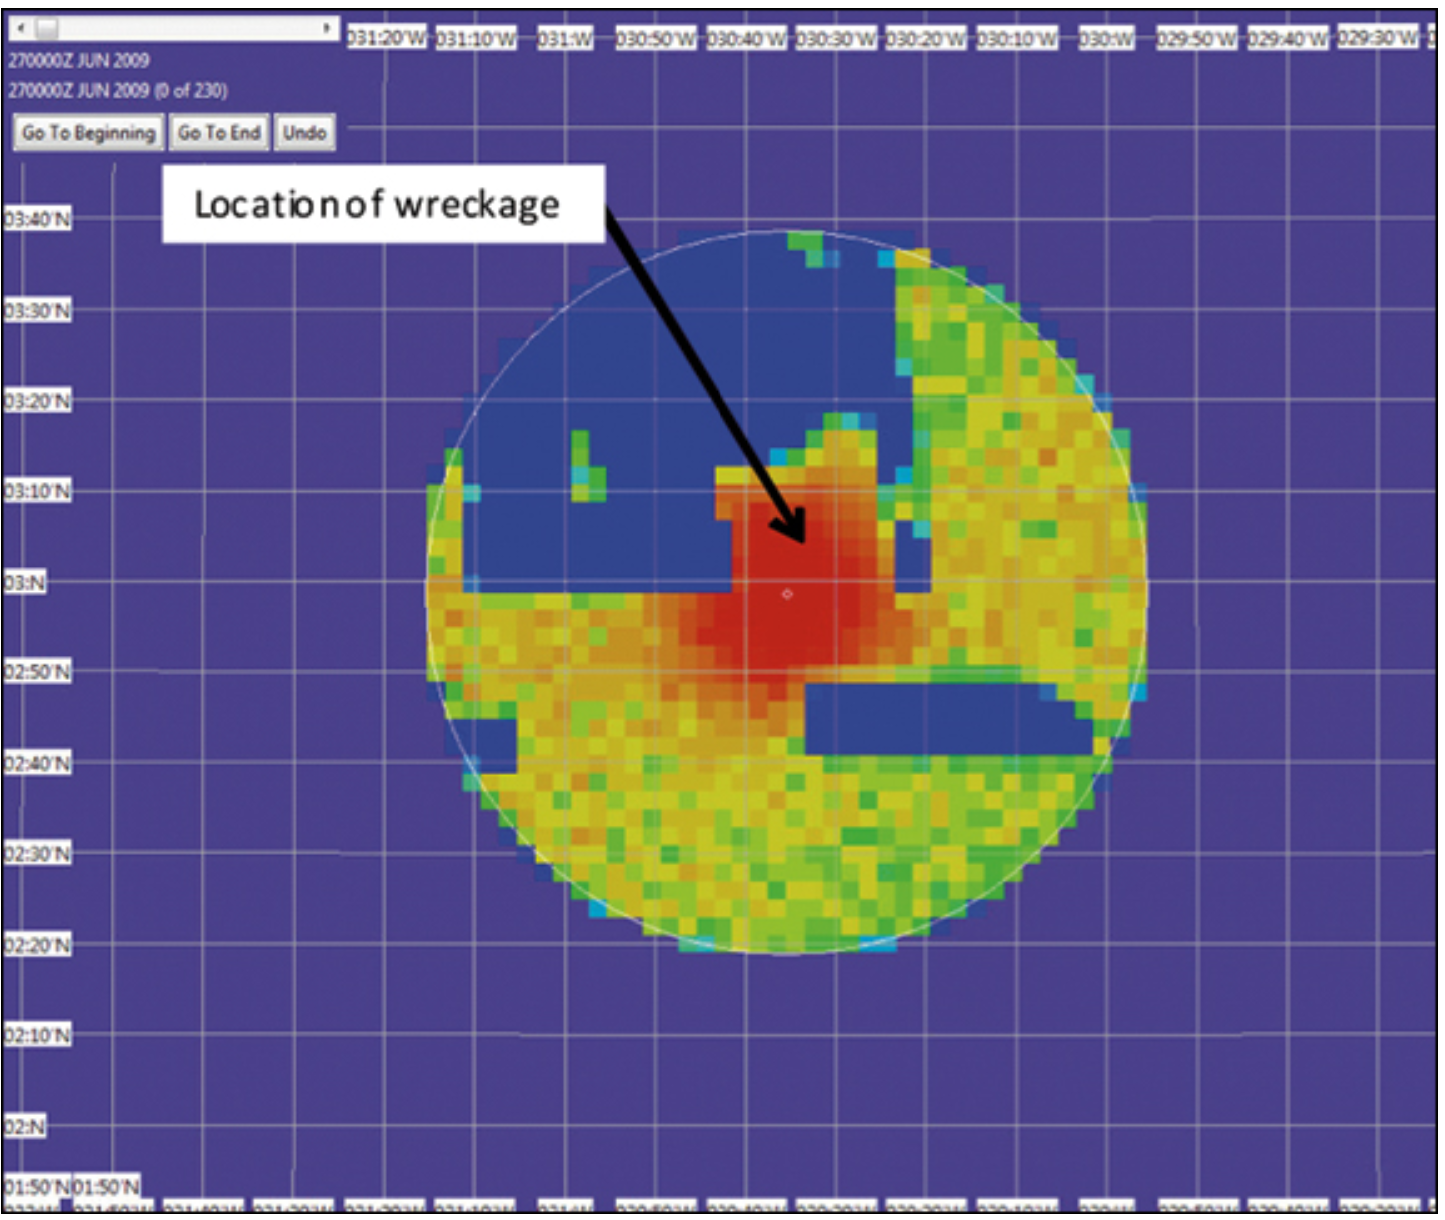 031:20'W 031:10'W 031:W 030:50'W 030:40'W 030:30'W 030:20'W 030:10'W 030:W 029:50'W 029:40'W 029:30'W
270000Z JUN 2009
270000Z JUN 2009 (0 of 230)
Go To Beginning Go To End Undo
Location of wreckage
03:40'N
03:30'N
03:20'N
03:10'N
03:N
02:50'N
02:40'N
02:30'N
02:20'N
02:10'N
02:N
01:50'N 01:50'N